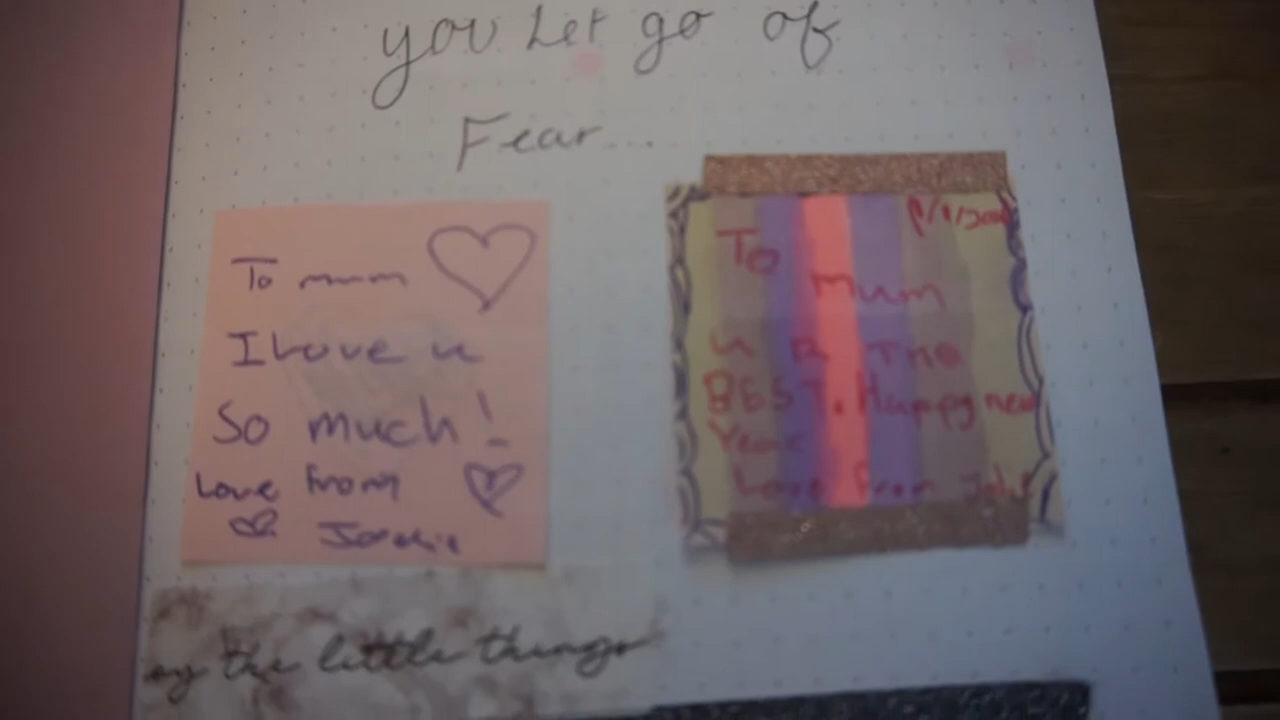 you Let go of
Fear...
To mum
I Love u
So much!
Love from
To
mum
u R The
BEST. Happy new
Year
Love from
the little things